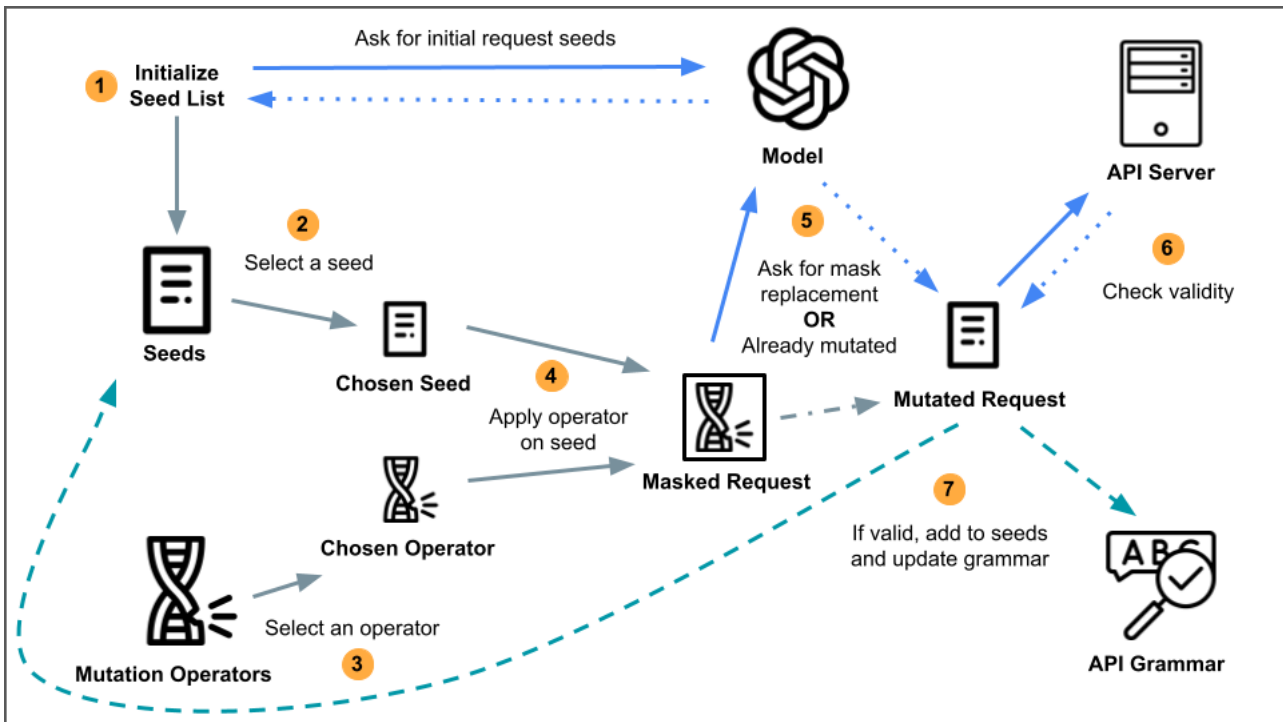 Ask for initial request seeds
1
Initialize
Seed List
Model
API Server
2
Select a seed
5
Ask for mask
replacement
OR
Already mutated
6
Check validity
Seeds
Chosen Seed
4
Apply operator
on seed
Mutated Request
Masked Request
7
If valid, add to seeds
and update grammar
Chosen Operator
ABC
Select an operator
3
Mutation Operators
API Grammar